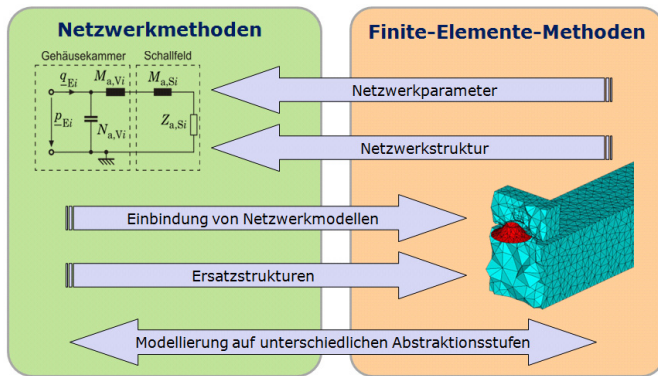 Netzwerkmethoden
Finite-Elemente-Methoden
Gehäusekammer Schallfeld
q_Ei M_a,Vi M_a,Si
p_Ei N_a,Vi Z_a,Si
Netzwerkparameter
Netzwerkstruktur
Einbindung von Netzwerkmodellen
Ersatzstrukturen
Modellierung auf unterschiedlichen Abstraktionsstufen